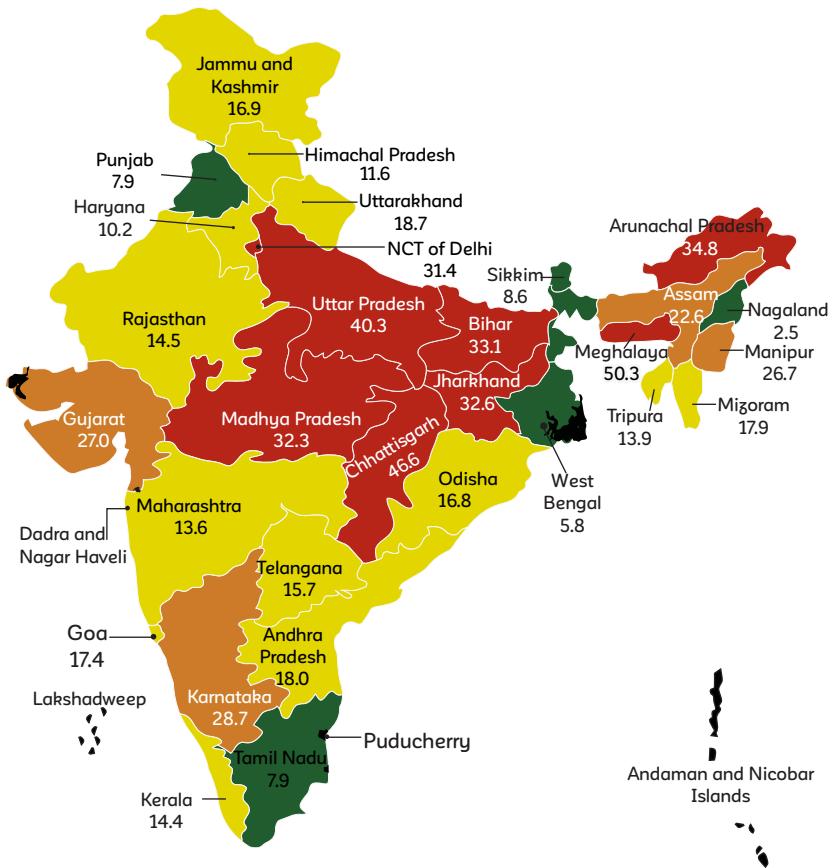 Jammu and
Kashmir
16.9
Himachal Pradesh
11.6
Punjab
7.9
Uttarakhand
18.7
Haryana
10.2
NCT of Delhi
31.4
Arunachal Pradesh
34.8
Sikkim
8.6
Assam
22.6
Nagaland
2.5
Uttar Pradesh
40.3
Bihar
33.1
Rajasthan
14.5
Meghalaya
50.3
Manipur
26.7
Jharkhand
32.6
Tripura
13.9
Mizoram
17.9
Gujarat
27.0
Madhya Pradesh
32.3
Chhattisgarh
46.6
Odisha
16.8
West
Bengal
5.8
Maharashtra
13.6
Dadra and
Nagar Haveli
Telangana
15.7
Goa
17.4
Andhra
Pradesh
18.0
Karnataka
28.7
Lakshadweep
Puducherry
Tamil Nadu
7.9
Kerala
14.4
Andaman and Nicobar
Islands